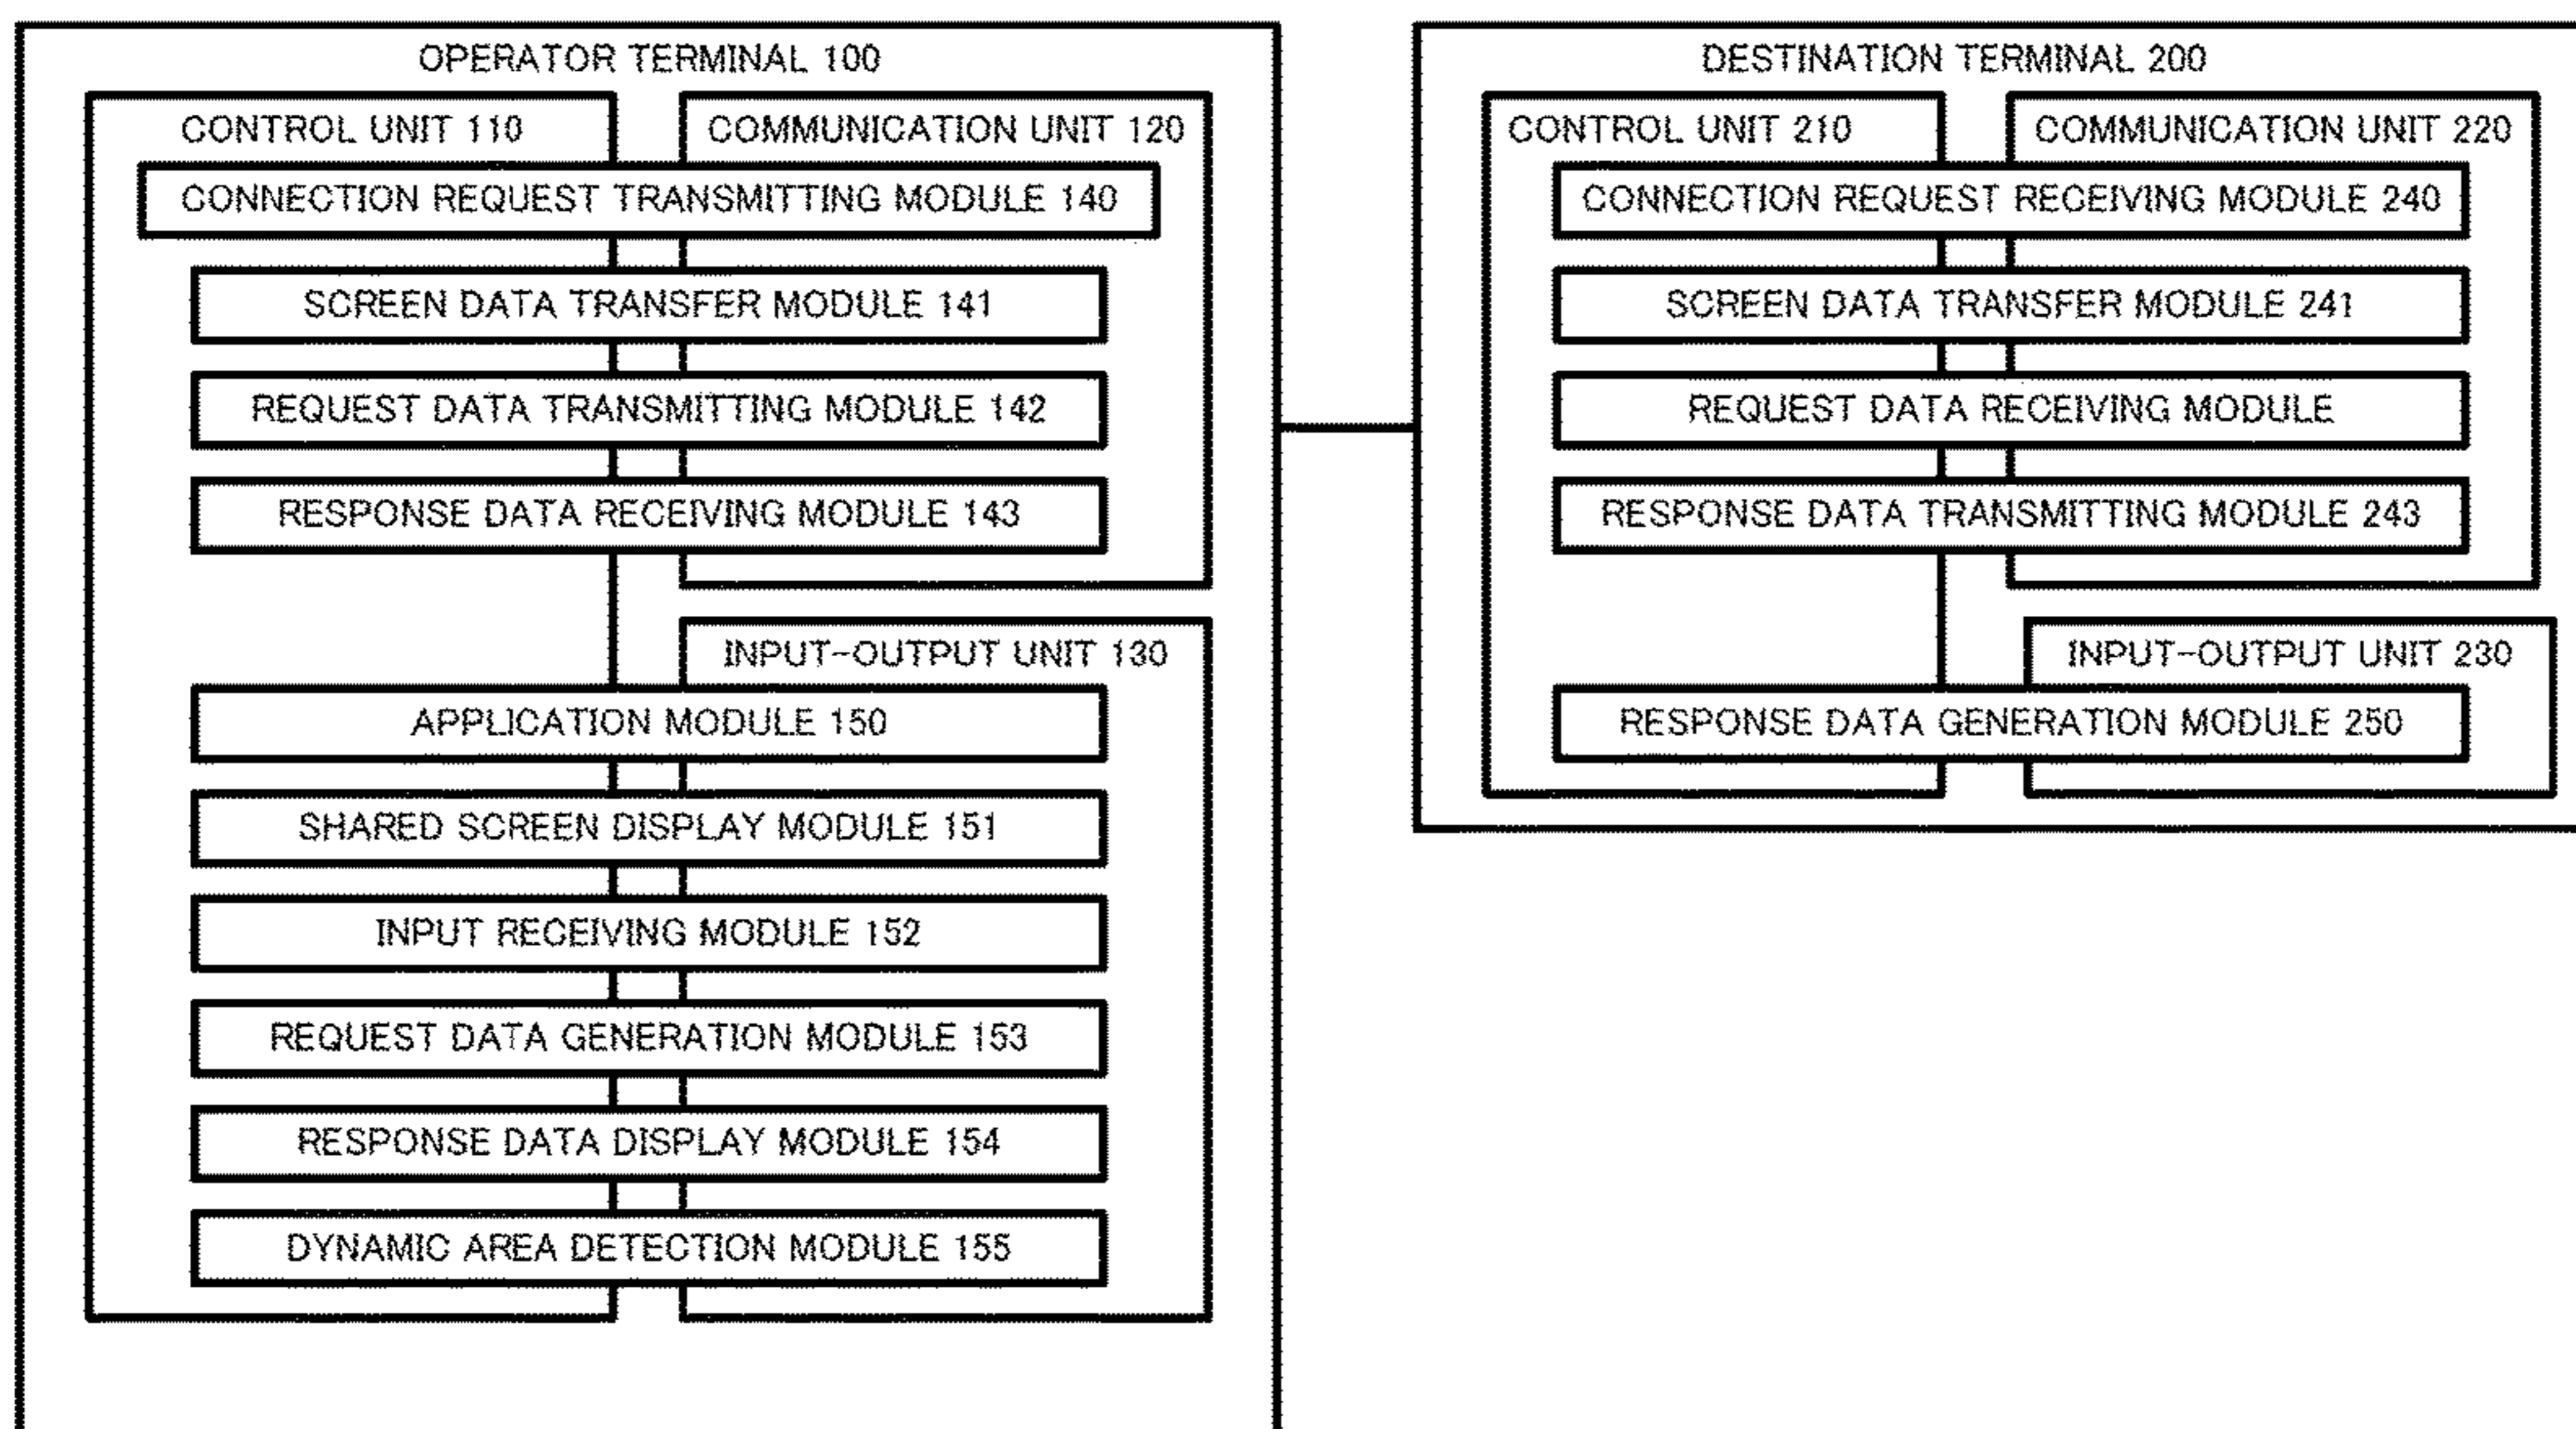 OPERATOR TERMINAL 100
CONTROL UNIT 110
COMMUNICATION UNIT 120
CONNECTION REQUEST TRANSMITTING MODULE 140
SCREEN DATA TRANSFER MODULE 141
REQUEST DATA TRANSMITTING MODULE 142
RESPONSE DATA RECEIVING MODULE 143
INPUT-OUTPUT UNIT 130
APPLICATION MODULE 150
SHARED SCREEN DISPLAY MODULE 151
INPUT RECEIVING MODULE 152
REQUEST DATA GENERATION MODULE 153
RESPONSE DATA DISPLAY MODULE 154
DYNAMIC AREA DETECTION MODULE 155
DESTINATION TERMINAL 200
CONTROL UNIT 210
COMMUNICATION UNIT 220
CONNECTION REQUEST RECEIVING MODULE 240
SCREEN DATA TRANSFER MODULE 241
REQUEST DATA RECEIVING MODULE
RESPONSE DATA TRANSMITTING MODULE 243
INPUT-OUTPUT UNIT 230
RESPONSE DATA GENERATION MODULE 250